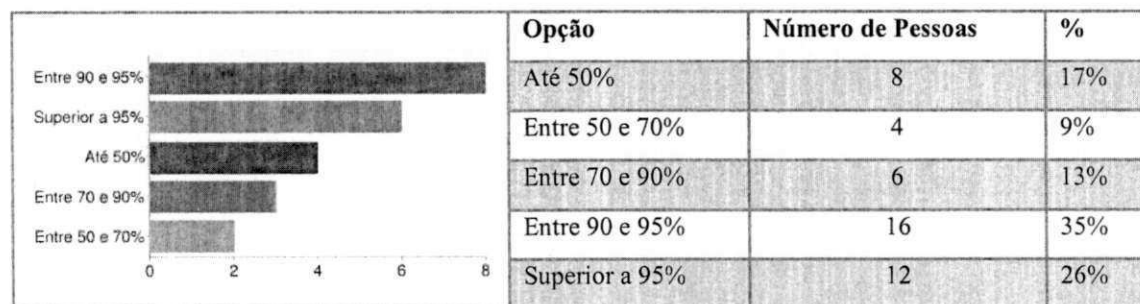 Entre 90 e 95%
Superior a 95%
Até 50%
Entre 70 e 90%
Entre 50 e 70%
0 2 4 6 8
Opção Número de Pessoas %
Até 50% 8 17%
Entre 50 e 70% 4 9%
Entre 70 e 90% 6 13%
Entre 90 e 95% 16 35%
Superior a 95% 12 26%